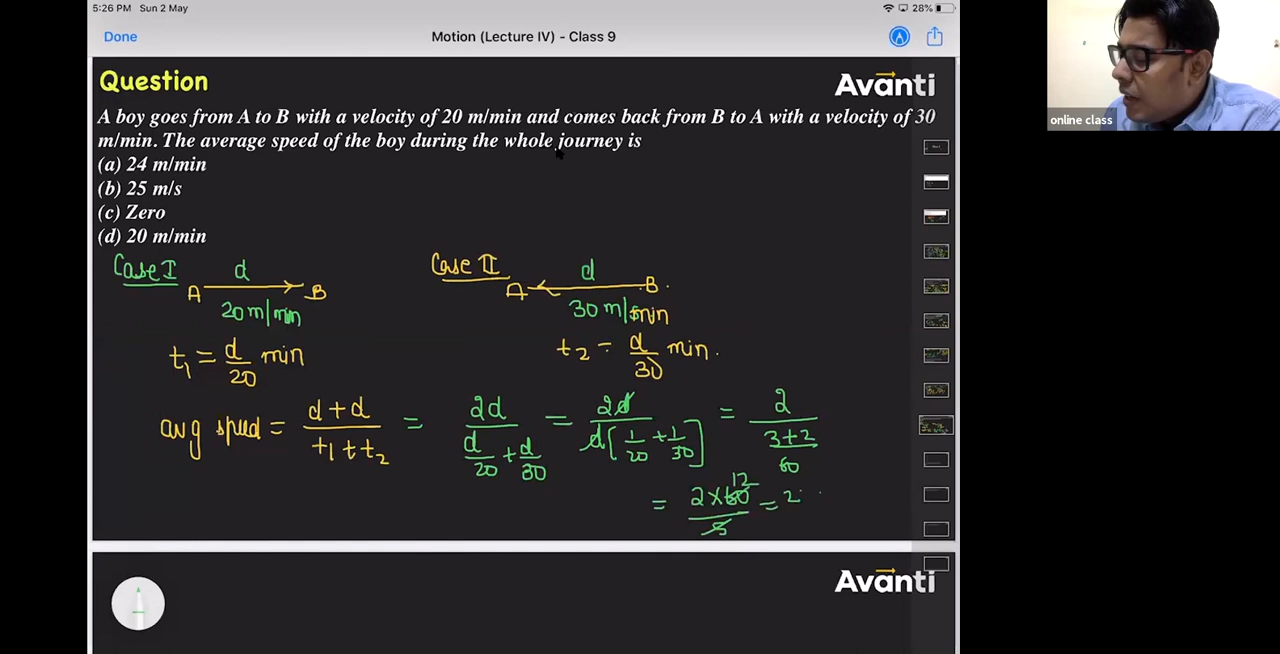 5:26 PM Sun 2 May
28%
Done
Motion (Lecture IV) - Class 9
online class
Question
Avanti
A boy goes from A to B with a velocity of 20 m/min and comes back from B to A with a velocity of 30
m/min. The average speed of the boy during the whole journey is
(a) 24 m/min
(b) 25 m/s
(c) Zero
(d) 20 m/min
Case I
A d B
20 m/min
t1 = d/20 min
Case II
A d B
30 m/min
t2 = d/30 min.
avg speed = d+d/t1+t2 = 2d/(d/20 + d/30) = 2d/d[1/20 + 1/30] = 2/((3+2)/60)
= 2×60/5 12 = 2
Avanti